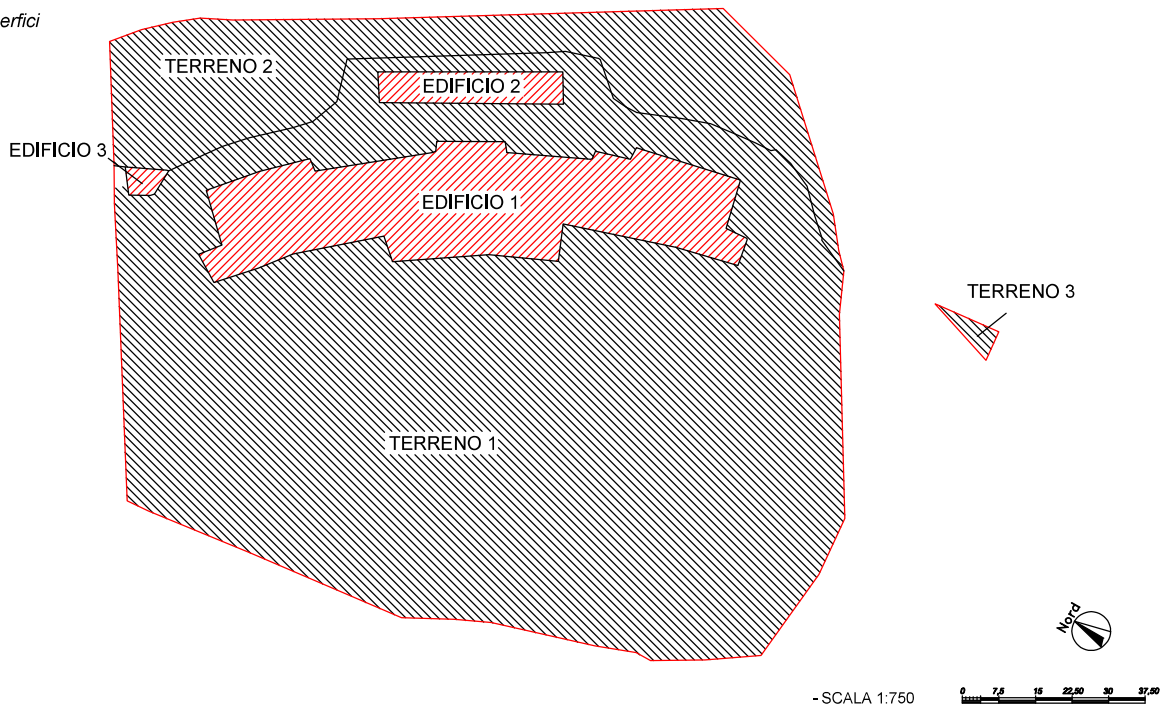 erfici
TERRENO 2
EDIFICIO 2
EDIFICIO 3
EDIFICIO 1
TERRENO 3
TERRENO 1
Nord
- SCALA 1:750
0 7,5 15 22,50 30 37,50